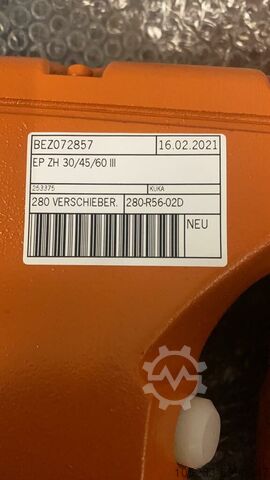 BEZ072857 16.02.2021
EP ZH 30/45/60 III
253375 KUKA
280 VERSCHIEBER. 280-R56-02D
NEU